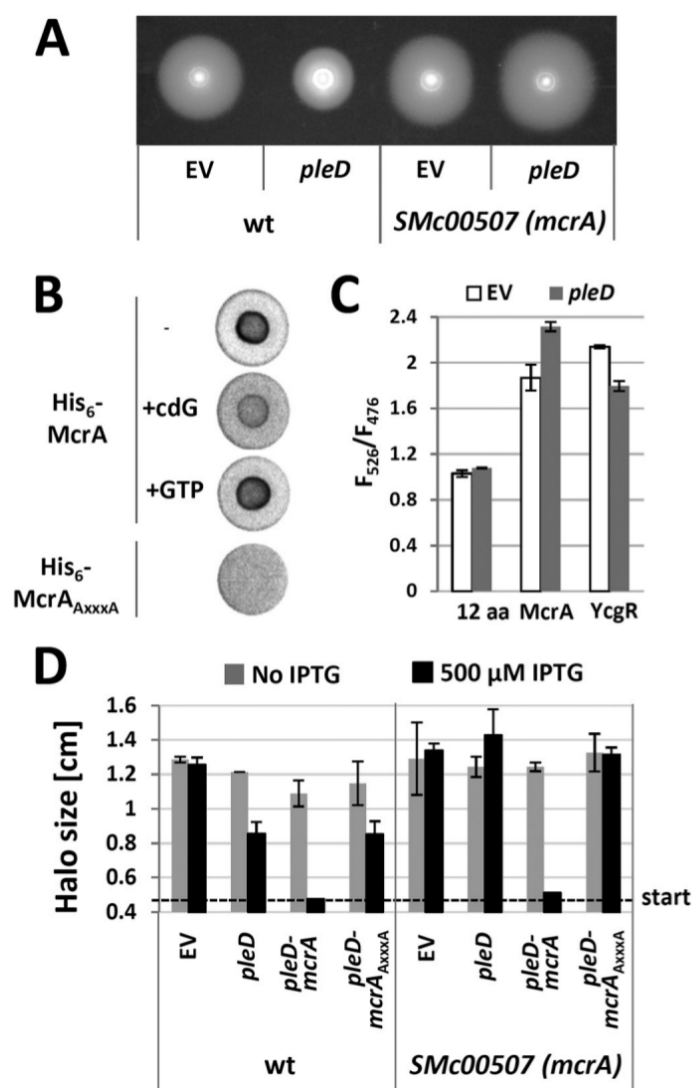 A
EV pleD EV pleD
wt SMc00507 (mcrA)
B
-
His6-
McrA
+cdG
+GTP
His6-
McrAAxxxA
C
EV pleD
F526/F476
2.4
2
1.6
1.2
0.8
0.4
0
12 aa McrA YcgR
D
No IPTG 500 µM IPTG
Halo size [cm]
1.6
1.4
1.2
1
0.8
0.6
0.4
start
EV
pleD
pleD-
mcrA
pleD-
mcrAAxxxA
EV
pleD
pleD-
mcrA
pleD-
mcrAAxxxA
wt SMc00507 (mcrA)